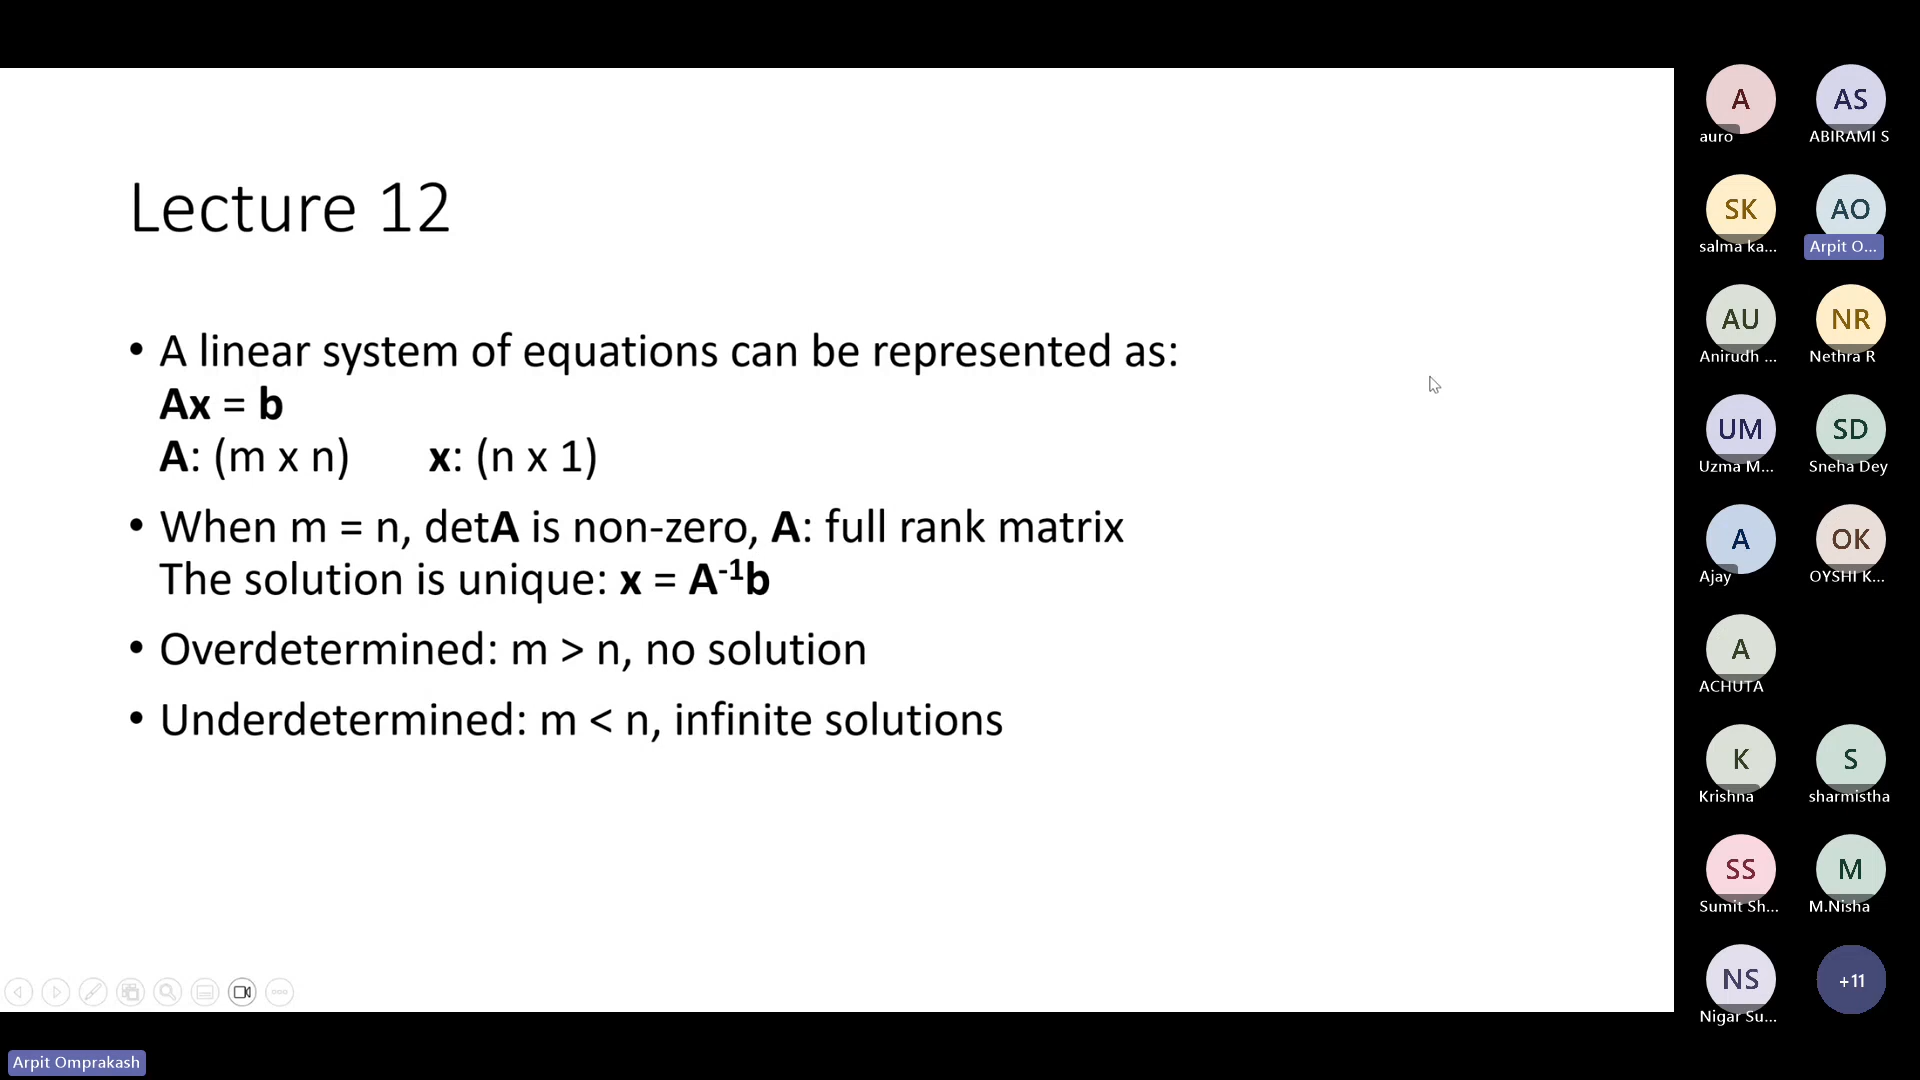 Lecture 12
• A linear system of equations can be represented as:
Ax = b
A: (m x n) x: (n x 1)
• When m = n, detA is non-zero, A: full rank matrix
The solution is unique: x = A⁻¹b
• Overdetermined: m > n, no solution
• Underdetermined: m < n, infinite solutions
Arpit Omprakash
A AS
auro ABIRAMI S
SK AO
salma ka... Arpit O...
AU NR
Anirudh ... Nethra R
UM SD
Uzma M... Sneha Dey
A OK
Ajay OYSHI K...
A
ACHUTA
K S
Krishna sharmistha
SS M
Sumit Sh... M.Nisha
NS +11
Nigar Su...